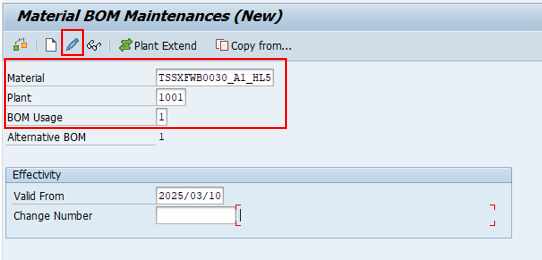 Material BOM Maintenances (New)
Plant Extend Copy from...
Material TSSXFWB0030_A1_HL5
Plant 1001
BOM Usage 1
Alternative BOM 1
Effectivity
Valid From 2025/03/10
Change Number